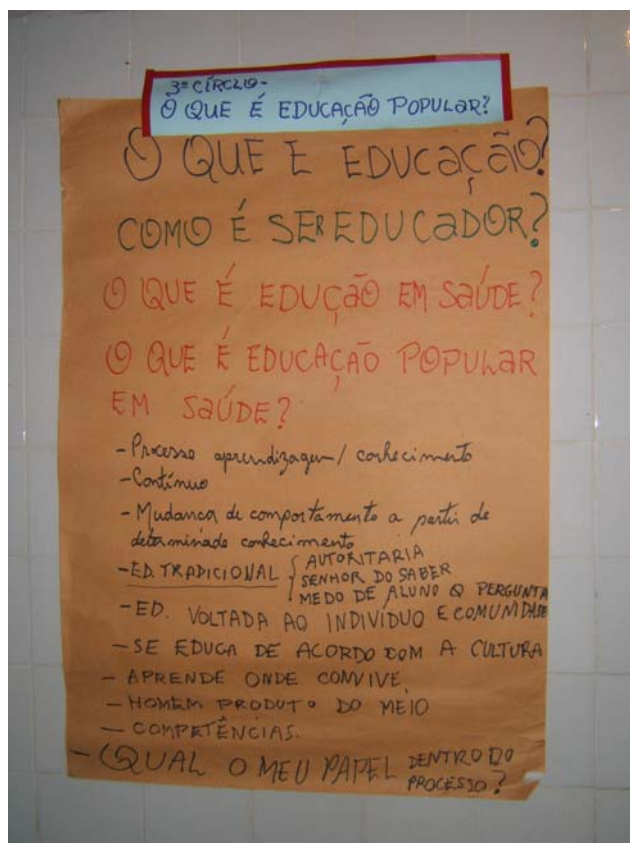 3º CÍRCULO-
O QUE É EDUCAÇÃO POPULAR?
O QUE E EDUCAÇÃO?
COMO É SER EDUCADOR?
O QUE É EDUÇÃO EM SAÚDE?
O QUE É EDUCAÇÃO POPULAR
EM SAÚDE?
- Processo aprendizagem / conhecimento
- Contínuo
- Mudança de comportamento a partir de
determinado conhecimento
- ED. TRADICIONAL { AUTORITARIA
SENHOR DO SABER
MEDO DE ALUNO Q PERGUNTA
- ED. VOLTADA AO INDIVIDUO E COMUNIDADE
- SE EDUCA DE ACORDO COM A CULTURA
- APRENDE ONDE CONVIVE
- HOMEM PRODUTO DO MEIO
- COMPETÊNCIAS.
- QUAL O MEU PAPEL DENTRO DO
PROCESSO?